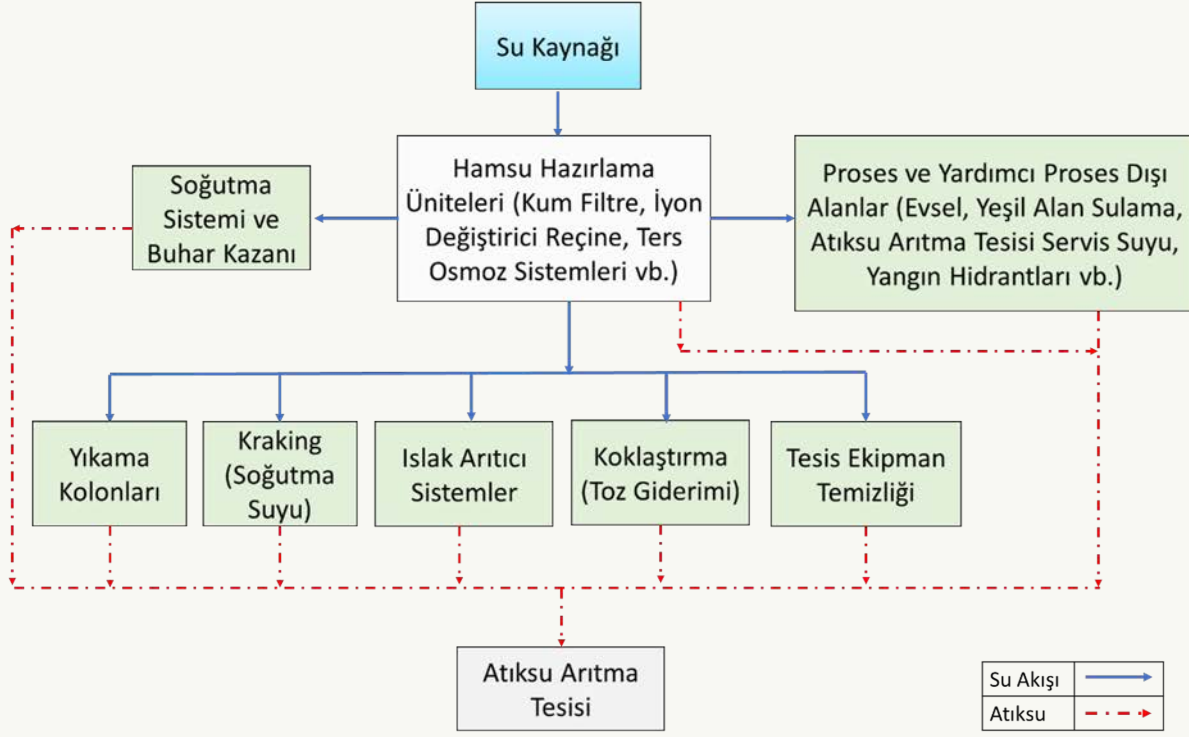 Su Kaynağı
Hamsu Hazırlama
Üniteleri (Kum Filtre, İyon
Değiştirici Reçine, Ters
Osmoz Sistemleri vb.)
Soğutma
Sistemi ve
Buhar Kazanı
Proses ve Yardımcı Proses Dışı
Alanlar (Evsel, Yeşil Alan Sulama,
Atıksu Arıtma Tesisi Servis Suyu,
Yangın Hidrantları vb.)
Yıkama
Kolonları
Kraking
(Soğutma
Suyu)
Islak Arıtıcı
Sistemler
Koklaştırma
(Toz Giderimi)
Tesis Ekipman
Temizliği
Atıksu Arıtma
Tesisi
Su Akışı
Atıksu